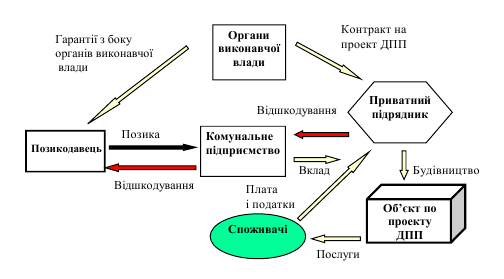 Гарантії з боку
органів виконавчої
влади
Органи
виконавчої
влади
Контракт на
проект ДПП
Відшкодування
Приватний
підрядник
Позикодавець
Позика
Комунальне
підприємство
Відшкодування
Вклад
Будівництво
Плата
і податки
Споживачі
Об’єкт по
проекту
ДПП
Послуги